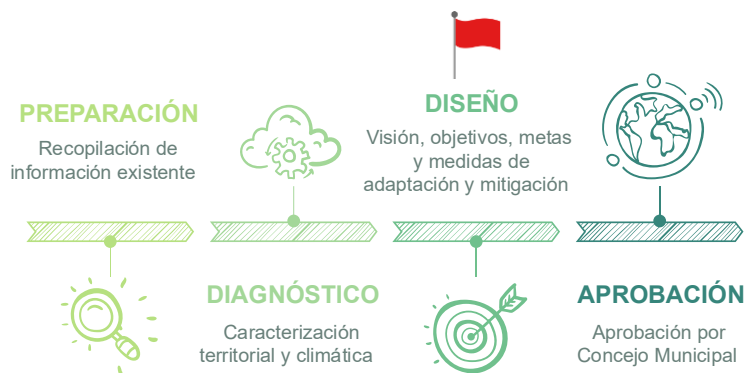 PREPARACIÓN
Recopilación de
información existente
DIAGNÓSTICO
Caracterización
territorial y climática
DISEÑO
Visión, objetivos, metas
y medidas de
adaptación y mitigación
APROBACIÓN
Aprobación por
Concejo Municipal